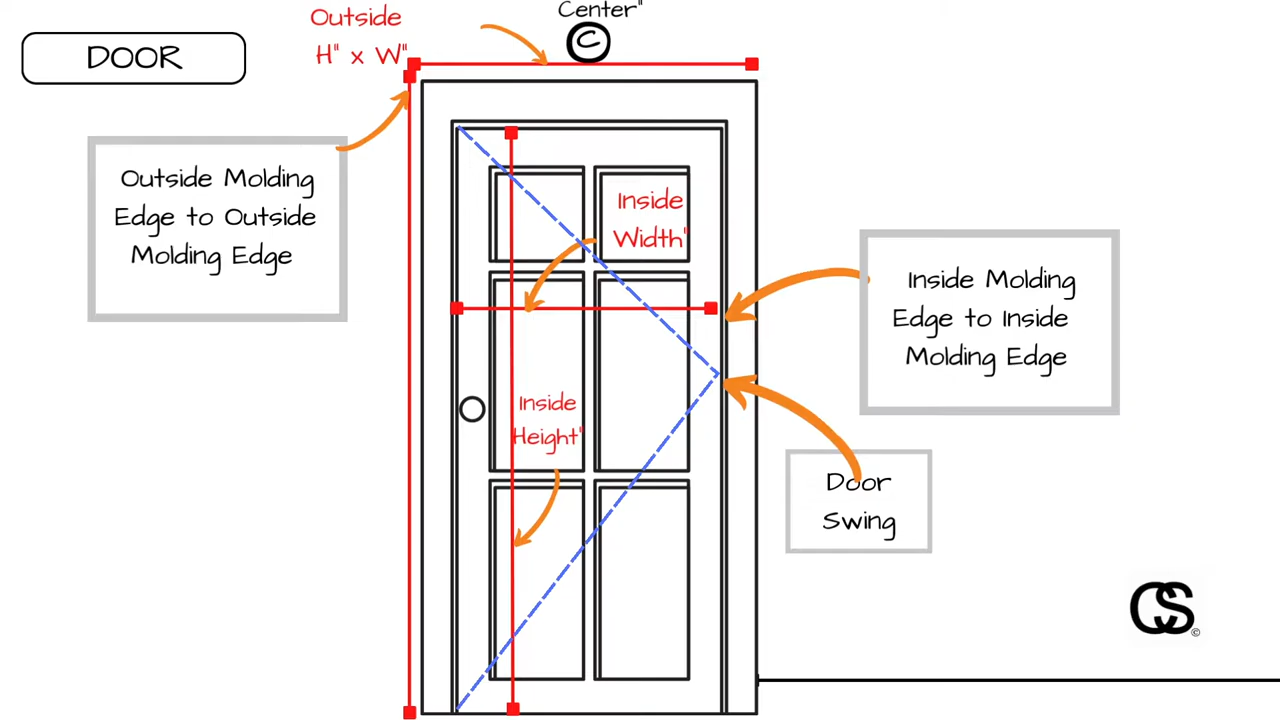 Center"
Outside
H" x W"
C
DOOR
Outside Molding
Edge to Outside
Molding Edge
Inside
Width"
Inside Molding
Edge to Inside
Molding Edge
Inside
Height"
Door
Swing
CS©